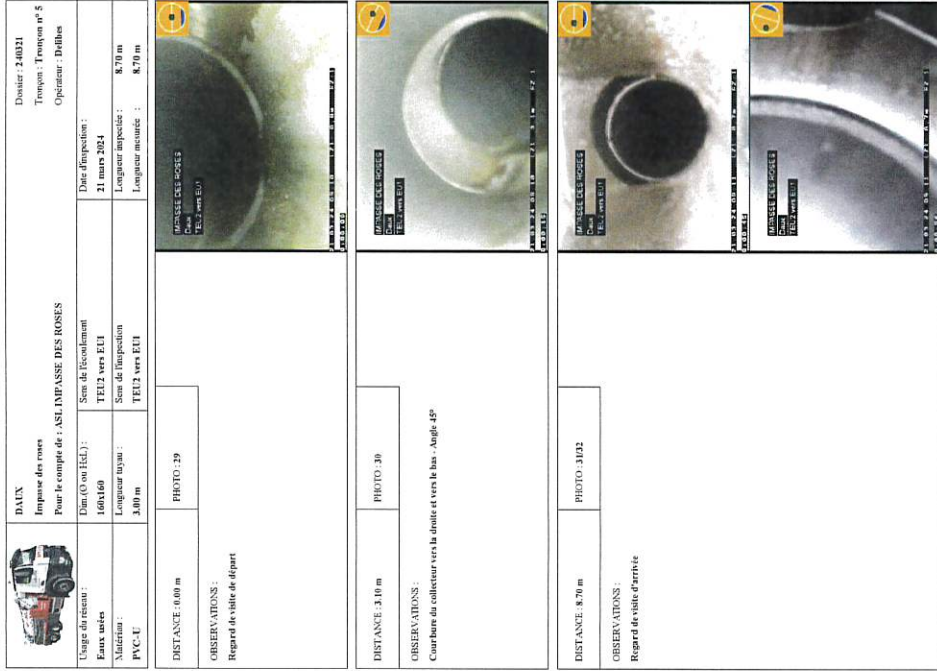 DAUX
Impasse des roses
Pour le compte de : ASL IMPASSE DES ROSES
Dossier : 240321
Tronçon : Tronçon n° 5
Opérateur : Delibes
Usage du réseau :
Eaux usées
Dim.(O ou HxL) :
160x160
Sens de l'écoulement
TEU2 vers EU1
Date d'inspection :
21 mars 2024
Matériau :
PVC-U
Longueur tuyau :
3.00 m
Sens de l'inspection
TEU2 vers EU1
Longueur inspectée :
8.70 m
Longueur mesurée :
8.70 m
DISTANCE : 0.00 m
PHOTO : 29
OBSERVATIONS :
Regard de visite de départ
IMPASSE DES ROSES
Daux
TEU2 vers EU1
DISTANCE : 3.10 m
PHOTO : 30
OBSERVATIONS :
Courbure du collecteur vers la droite et vers le bas - Angle 45°
IMPASSE DES ROSES
Daux
TEU2 vers EU1
DISTANCE : 8.70 m
PHOTO : 31/32
OBSERVATIONS :
Regard de visite d'arrivée
IMPASSE DES ROSES
Daux
TEU2 vers EU1
IMPASSE DES ROSES
Daux
TEU2 vers EU1